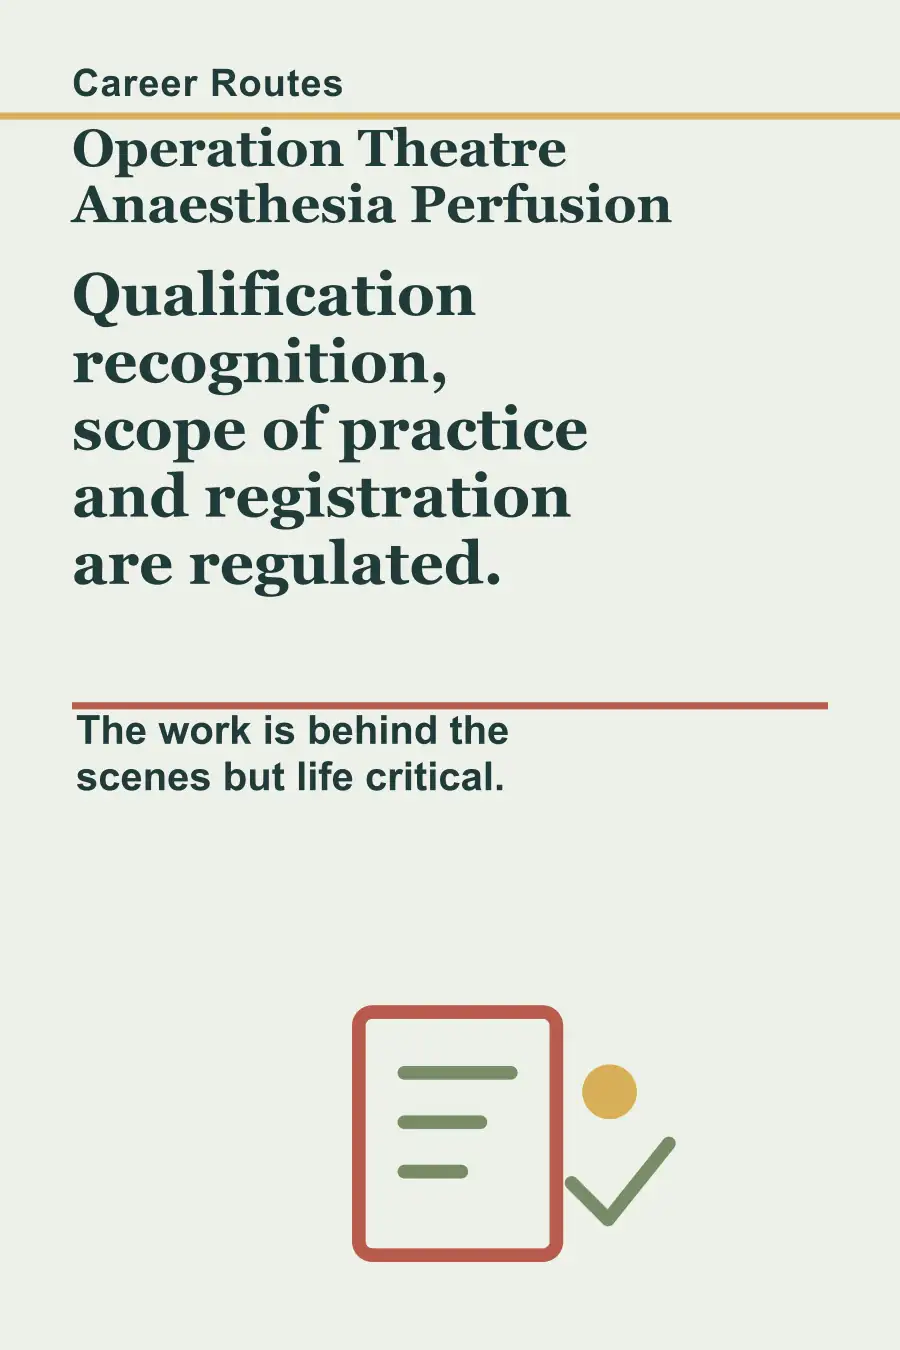 Career Routes
Operation Theatre
Anaesthesia Perfusion
Qualification
recognition,
scope of practice
and registration
are regulated.
The work is behind the
scenes but life critical.